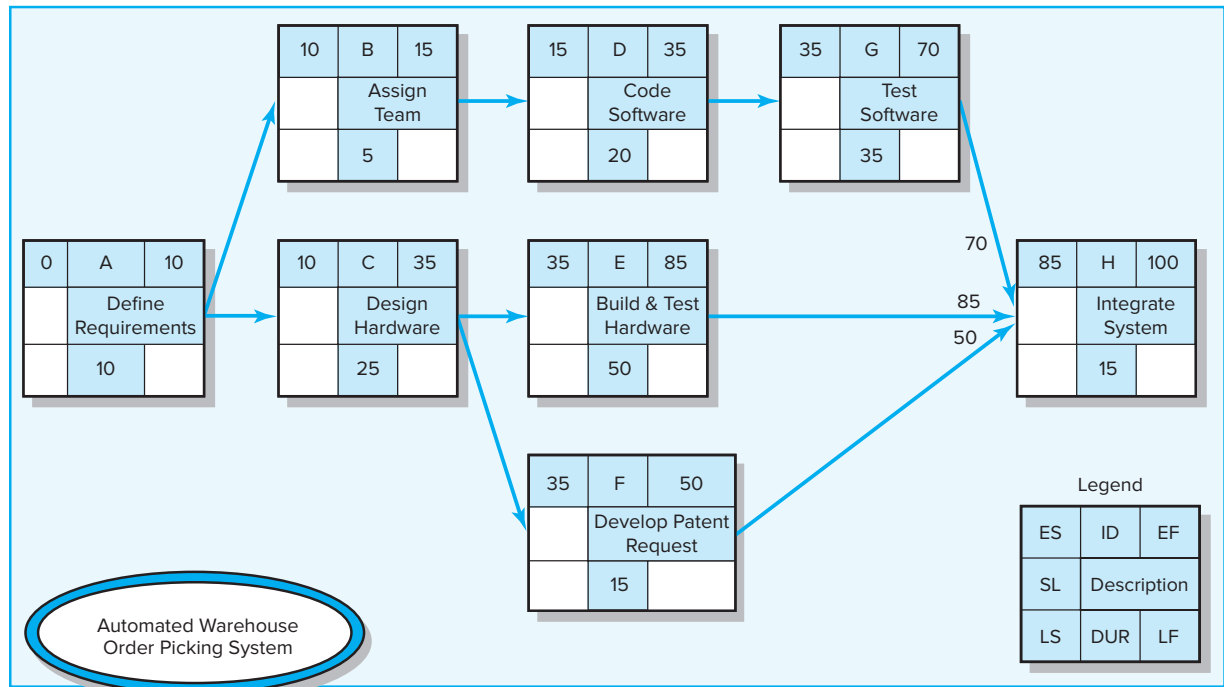 10 B 15
Assign
Team
5
15 D 35
Code
Software
20
35 G 70
Test
Software
35
70
0 A 10
Define
Requirements
10
10 C 35
Design
Hardware
25
35 E 85
Build & Test
Hardware
50
85
50
85 H 100
Integrate
System
15
35 F 50
Develop Patent
Request
15
Legend
ES ID EF
SL Description
LS DUR LF
Automated Warehouse
Order Picking System